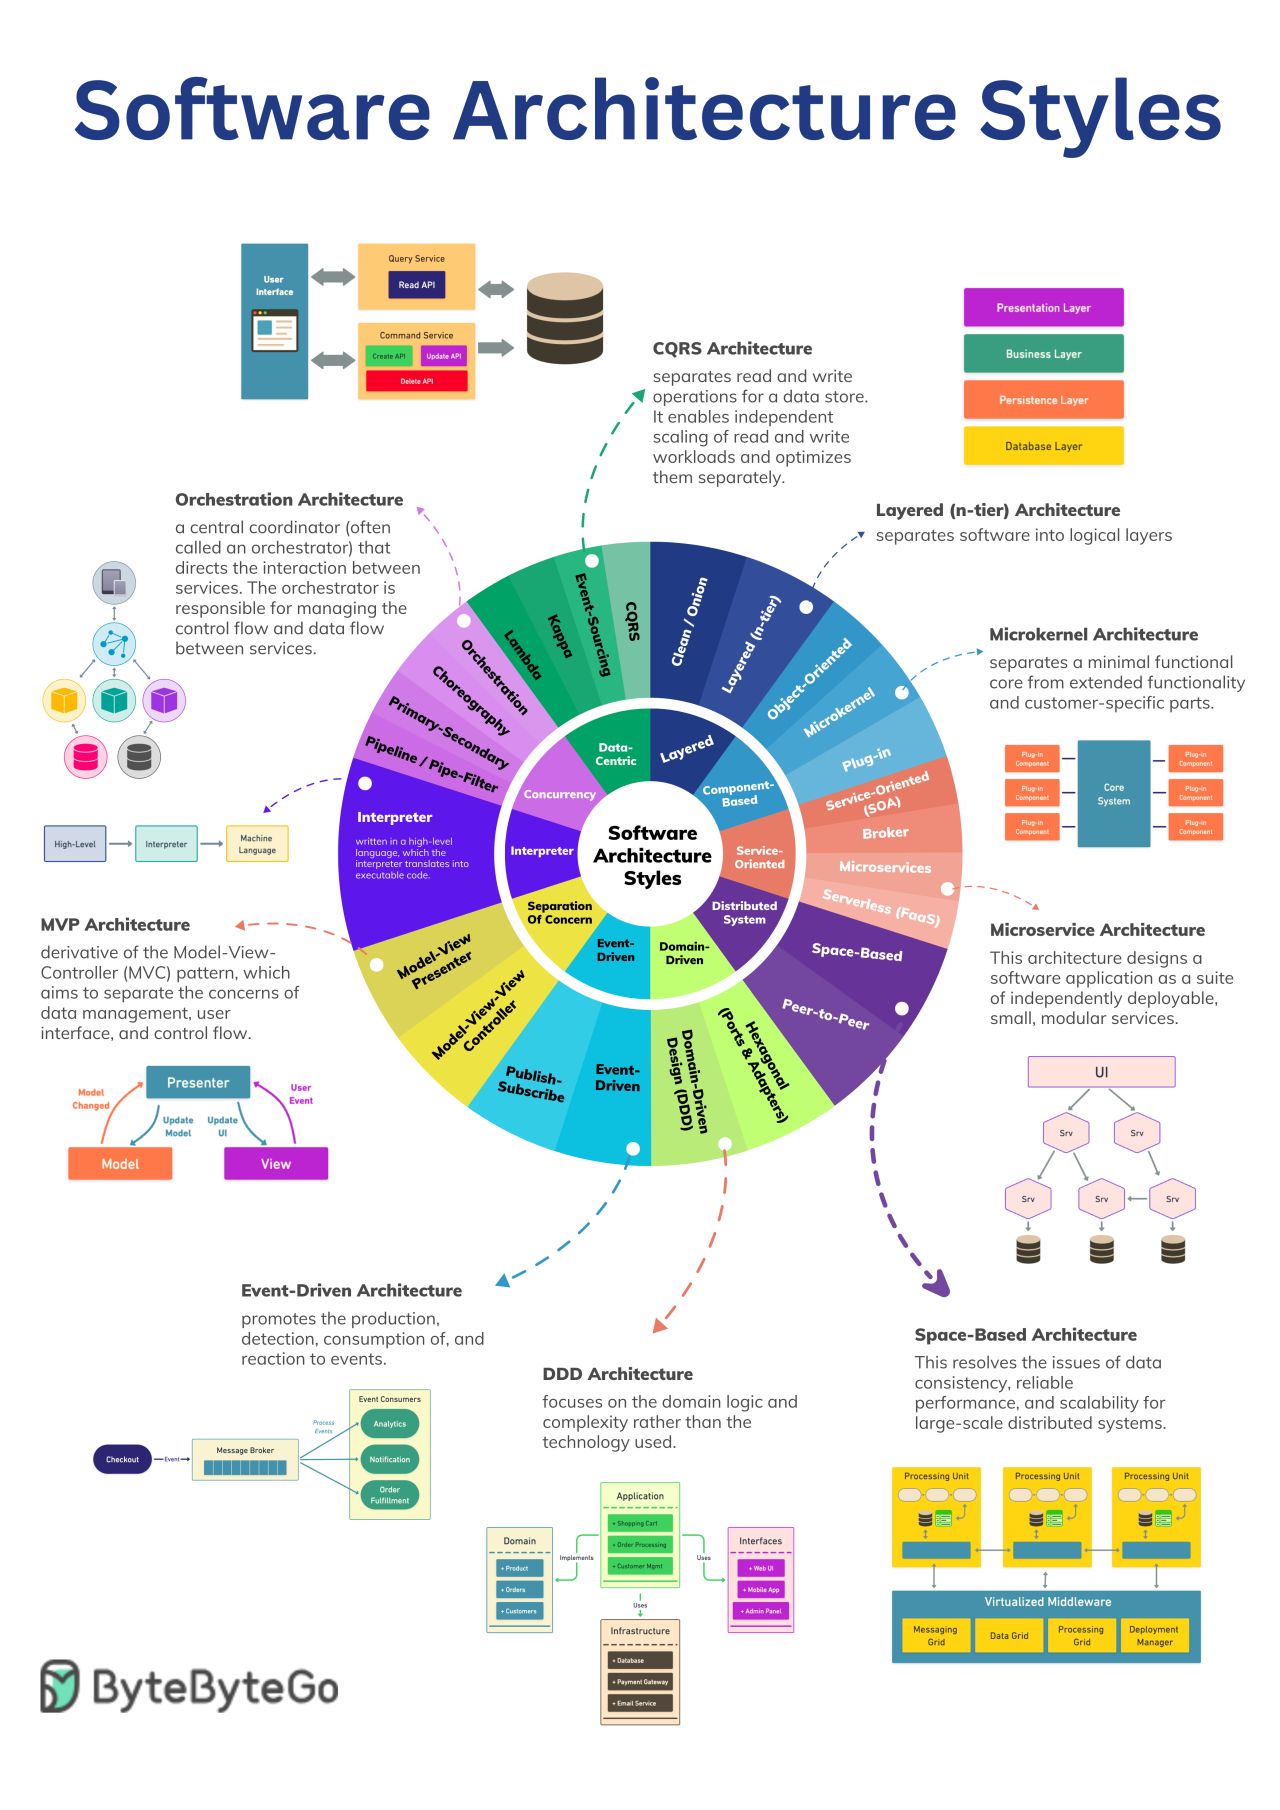 Software Architecture Styles
User
Interface
Query Service
Read API
Command Service
Create API
Update API
Delete API
CQRS Architecture
separates read and write
operations for a data store.
It enables independent
scaling of read and write
workloads and optimizes
them separately.
Presentation Layer
Business Layer
Persistence Layer
Database Layer
Orchestration Architecture
a central coordinator (often
called an orchestrator) that
directs the interaction between
services. The orchestrator is
responsible for managing the
control flow and data flow
between services.
Layered (n-tier) Architecture
separates software into logical layers
Microkernel Architecture
separates a minimal functional
core from extended functionality
and customer-specific parts.
Plug-in
Component
Plug-in
Component
Plug-in
Component
Core
System
Plug-in
Component
Plug-in
Component
Plug-in
Component
Software
Architecture
Styles
Layered
Component-
Based
Service-
Oriented
Distributed
System
Domain-
Driven
Event-
Driven
Separation
Of Concern
Interpreter
Concurrency
Data-
Centric
Clean / Onion
Layered (n-tier)
Object-Oriented
Microkernel
Plug-in
Service-Oriented
(SOA)
Broker
Microservices
Serverless (FaaS)
Space-Based
Peer-to-Peer
Hexagonal
(Ports & Adapters)
Domain-Driven
Design (DDD)
Event-
Driven
Publish-
Subscribe
Model-View-View
Controller
Model-View
Presenter
Interpreter
written in a high-level
language, which the
interpreter translates into
executable code.
Pipeline / Pipe-Filter
Primary-Secondary
Choreography
Orchestration
Lambda
Kappa
Event-Sourcing
CQRS
High-Level
Interpreter
Machine
Language
MVP Architecture
derivative of the Model-View-
Controller (MVC) pattern, which
aims to separate the concerns of
data management, user
interface, and control flow.
Model
Changed
Presenter
User
Event
Update
Model
Update
UI
Model
View
Microservice Architecture
This architecture designs a
software application as a suite
of independently deployable,
small, modular services.
UI
Srv
Srv
Srv
Srv
Srv
Event-Driven Architecture
promotes the production,
detection, consumption of, and
reaction to events.
Checkout
Event
Message Broker
Process
Events
Event Consumers
Analytics
Notification
Order
Fulfillment
DDD Architecture
focuses on the domain logic and
complexity rather than the
technology used.
Application
+ Shopping Cart
+ Order Processing
+ Customer Mgmt
Domain
+ Product
+ Orders
+ Customers
Implements
Uses
Interfaces
+ Web UI
+ Mobile App
+ Admin Panel
Uses
Infrastructure
+ Database
+ Payment Gateway
+ Email Service
Space-Based Architecture
This resolves the issues of data
consistency, reliable
performance, and scalability for
large-scale distributed systems.
Processing Unit
Processing Unit
Processing Unit
Virtualized Middleware
Messaging
Grid
Data Grid
Processing
Grid
Deployment
Manager
ByteByteGo